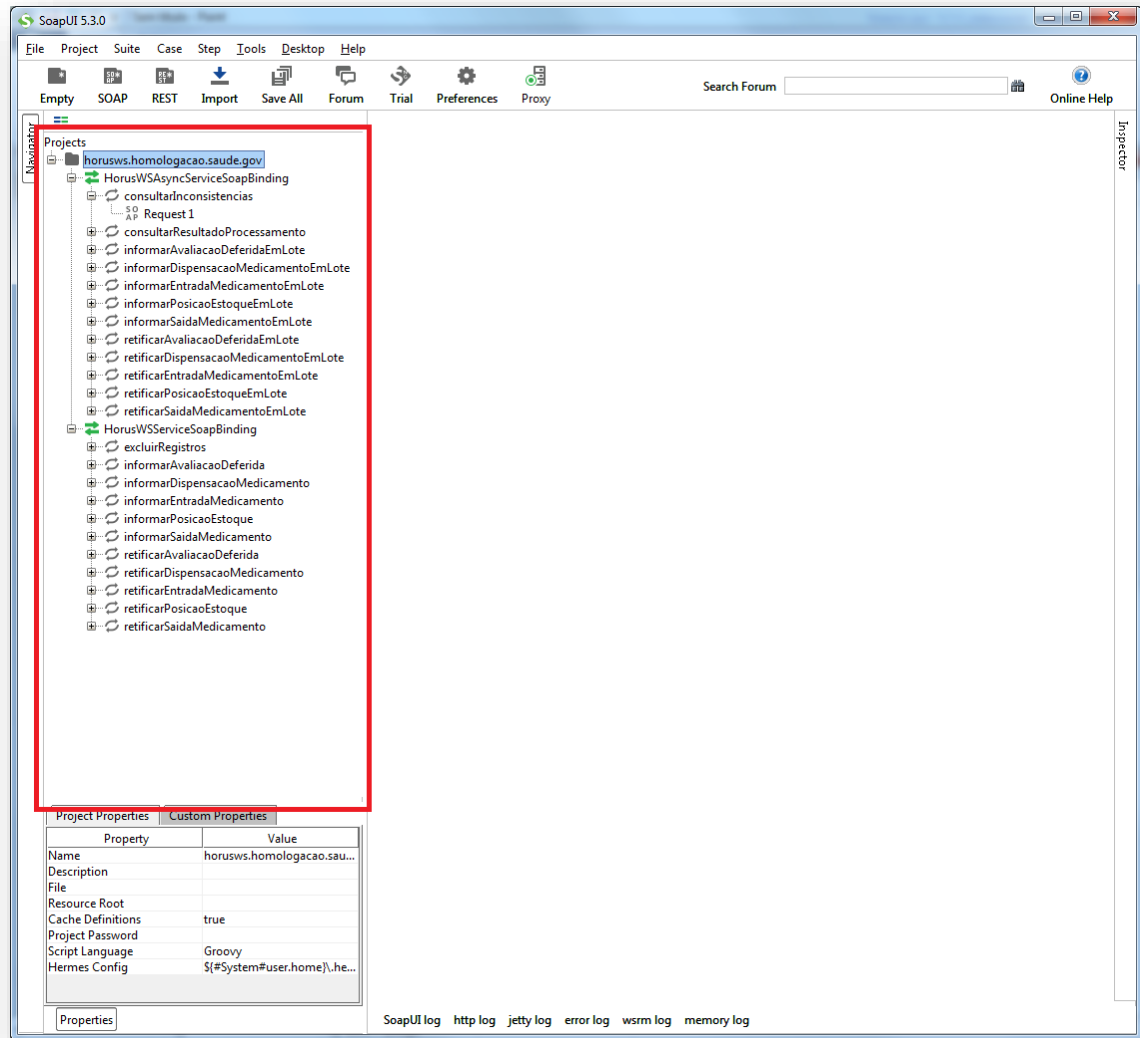 SoapUI 5.3.0
File Project Suite Case Step Tools Desktop Help
Empty SOAP REST Import Save All Forum Trial Preferences Proxy Search Forum Online Help
Navigator
Inspector
Projects
horusws.homologacao.saude.gov
HorusWSAsyncServiceSoapBinding
consultarInconsistencias
SOAP Request 1
consultarResultadoProcessamento
informarAvaliacaoDeferidaEmLote
informarDispensacaoMedicamentoEmLote
informarEntradaMedicamentoEmLote
informarPosicaoEstoqueEmLote
informarSaidaMedicamentoEmLote
retificarAvaliacaoDeferidaEmLote
retificarDispensacaoMedicamentoEmLote
retificarEntradaMedicamentoEmLote
retificarPosicaoEstoqueEmLote
retificarSaidaMedicamentoEmLote
HorusWSServiceSoapBinding
excluirRegistros
informarAvaliacaoDeferida
informarDispensacaoMedicamento
informarEntradaMedicamento
informarPosicaoEstoque
informarSaidaMedicamento
retificarAvaliacaoDeferida
retificarDispensacaoMedicamento
retificarEntradaMedicamento
retificarPosicaoEstoque
retificarSaidaMedicamento
Project Properties Custom Properties
Property Value
Name horusws.homologacao.sau...
Description
File
Resource Root
Cache Definitions true
Project Password
Script Language Groovy
Hermes Config ${#System#user.home}\.he...
Properties
SoapUI log http log jetty log error log wsrm log memory log